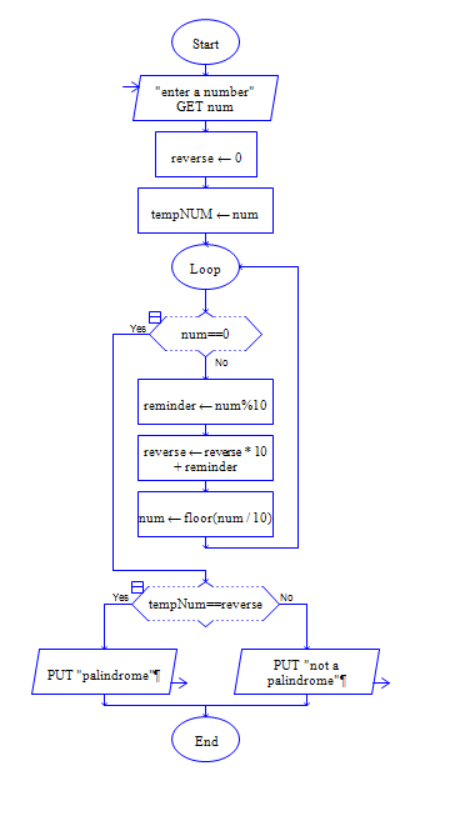 Start
"enter a number"
GET num
reverse ← 0
tempNUM ← num
Loop
Yes
num==0
No
reminder ← num%10
reverse ← reverse * 10
+ reminder
num ← floor(num / 10)
Yes
tempNum==reverse
No
PUT "palindrome"¶
PUT "not a
palindrome"¶
End